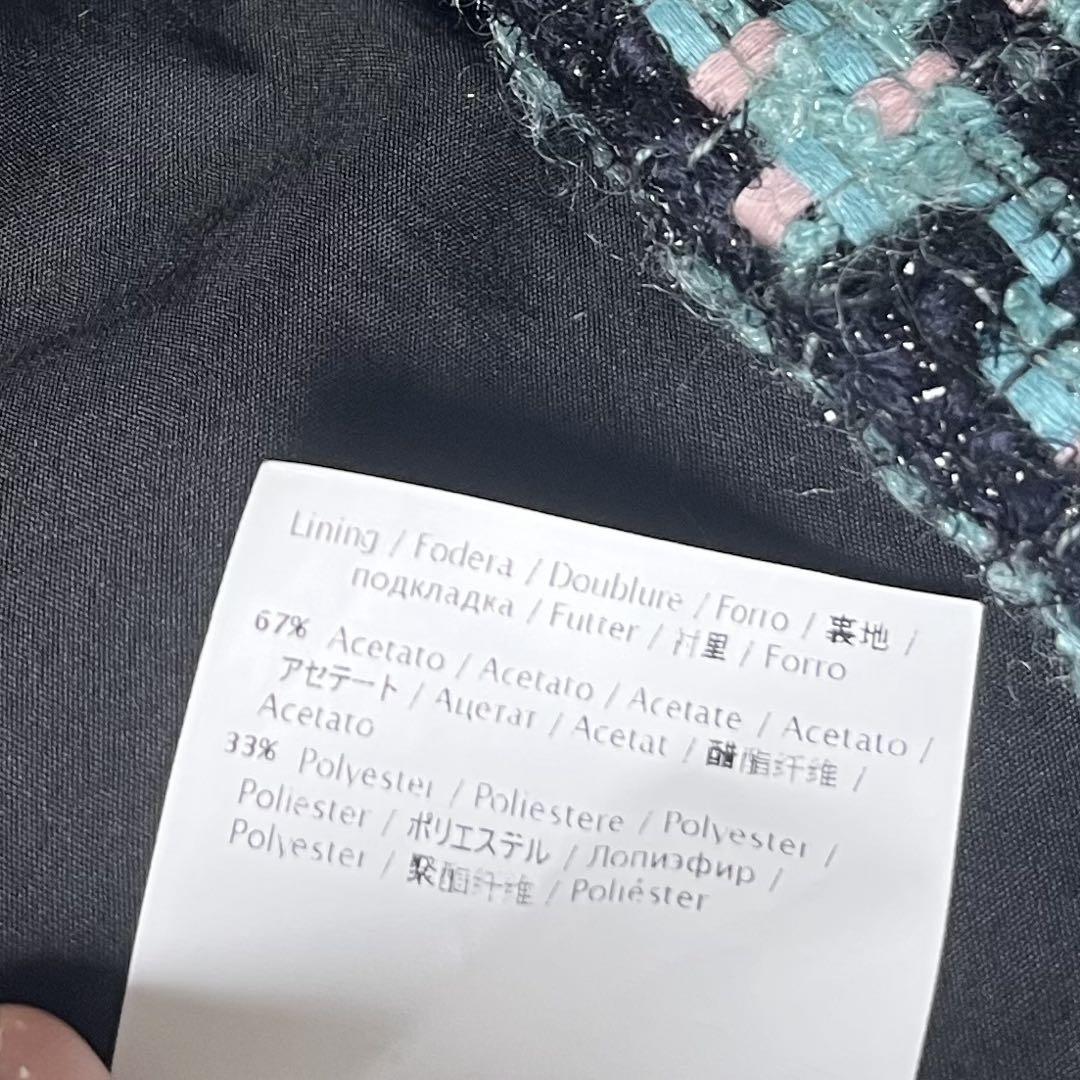 Lining / Fodera / Doublure / Forro / 裏地 /
подкладка / Futter / 衬里 / Forro
67% Acetato / Acetato / Acetate / Acetato /
アセテート / Ацетат / Acetat / 醋酯纤维 /
Acetato
33% Polyester / Poliestere / Polyester /
Poliester / ポリエステル / Лолиэфир /
Polyester / 聚酯纤维 / Poliéster